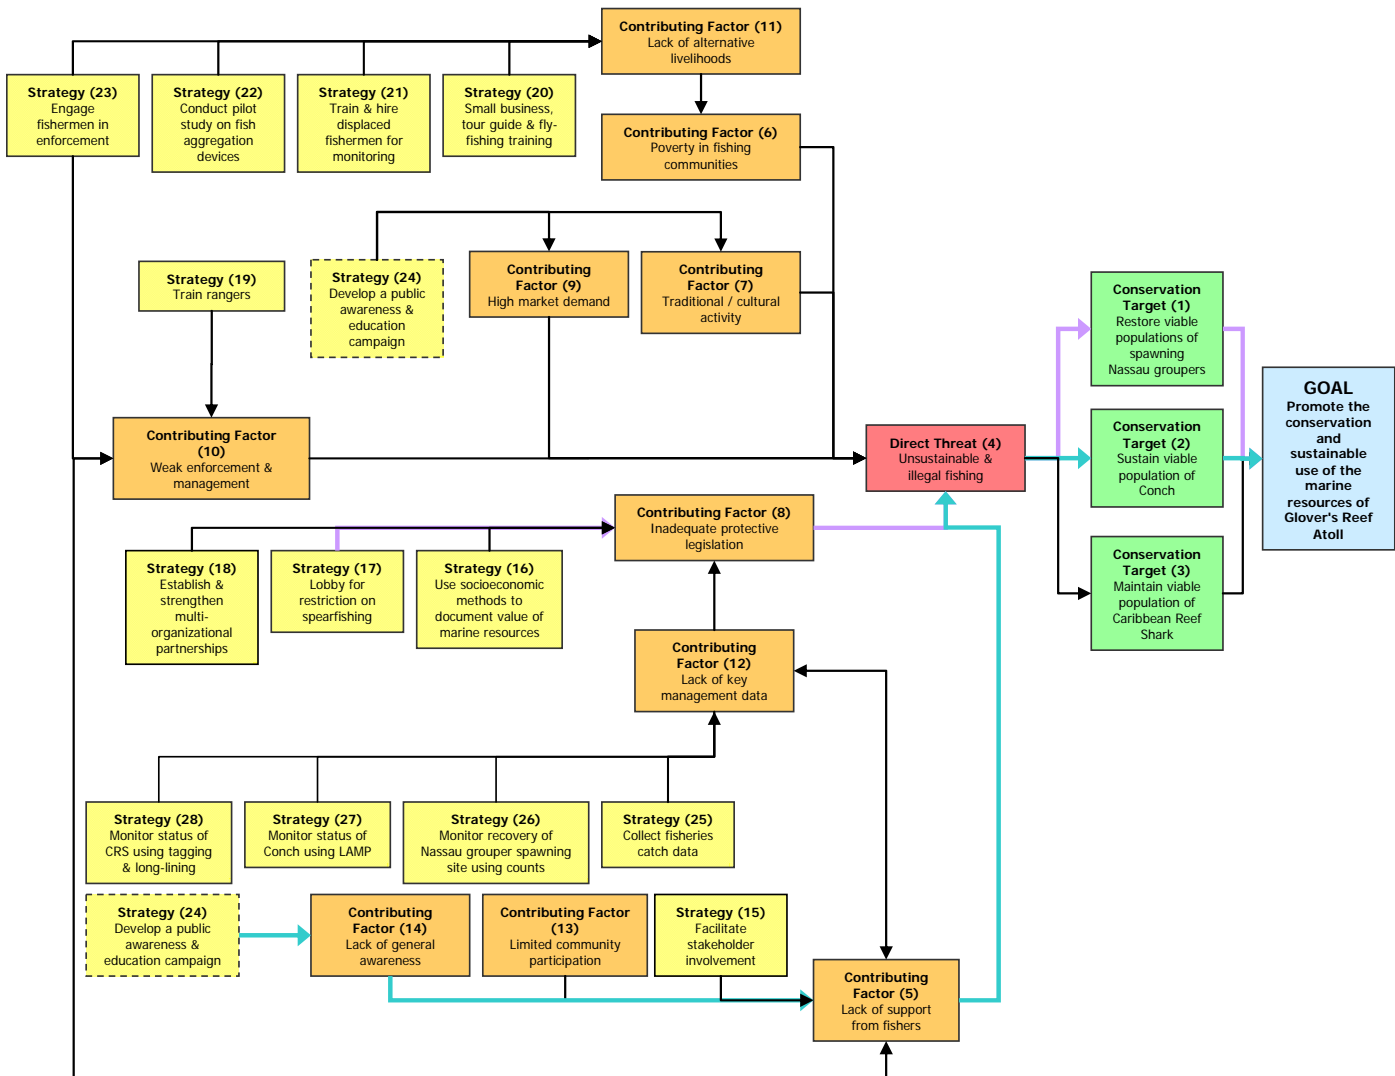 Contributing Factor (11)
Lack of alternative
livelihoods
Strategy (23)
Engage
fishermen in
enforcement
Strategy (22)
Conduct pilot
study on fish
aggregation
devices
Strategy (21)
Train & hire
displaced
fishermen for
monitoring
Strategy (20)
Small business,
tour guide & fly-
fishing training
Contributing Factor (6)
Poverty in fishing
communities
Strategy (19)
Train rangers
Strategy (24)
Develop a public
awareness &
education
campaign
Contributing
Factor (9)
High market demand
Contributing
Factor (7)
Traditional / cultural
activity
Conservation
Target (1)
Restore viable
populations of
spawning
Nassau groupers
GOAL
Promote the
conservation
and
sustainable
use of the
marine
resources of
Glover's Reef
Atoll
Contributing Factor
(10)
Weak enforcement &
management
Direct Threat (4)
Unsustainable &
illegal fishing
Conservation
Target (2)
Sustain viable
population of
Conch
Contributing Factor (8)
Inadequate protective
legislation
Strategy (18)
Establish &
strengthen
multi-
organizational
partnerships
Strategy (17)
Lobby for
restriction on
spearfishing
Strategy (16)
Use socioeconomic
methods to
document value of
marine resources
Conservation
Target (3)
Maintain viable
population of
Caribbean Reef
Shark
Contributing
Factor (12)
Lack of key
management data
Strategy (28)
Monitor status of
CRS using tagging
& long-lining
Strategy (27)
Monitor status of
Conch using LAMP
Strategy (26)
Monitor recovery of
Nassau grouper spawning
site using counts
Strategy (25)
Collect fisheries
catch data
Strategy (24)
Develop a public
awareness &
education campaign
Contributing
Factor (14)
Lack of general
awareness
Contributing Factor
(13)
Limited community
participation
Strategy (15)
Facilitate
stakeholder
involvement
Contributing
Factor (5)
Lack of support
from fishers